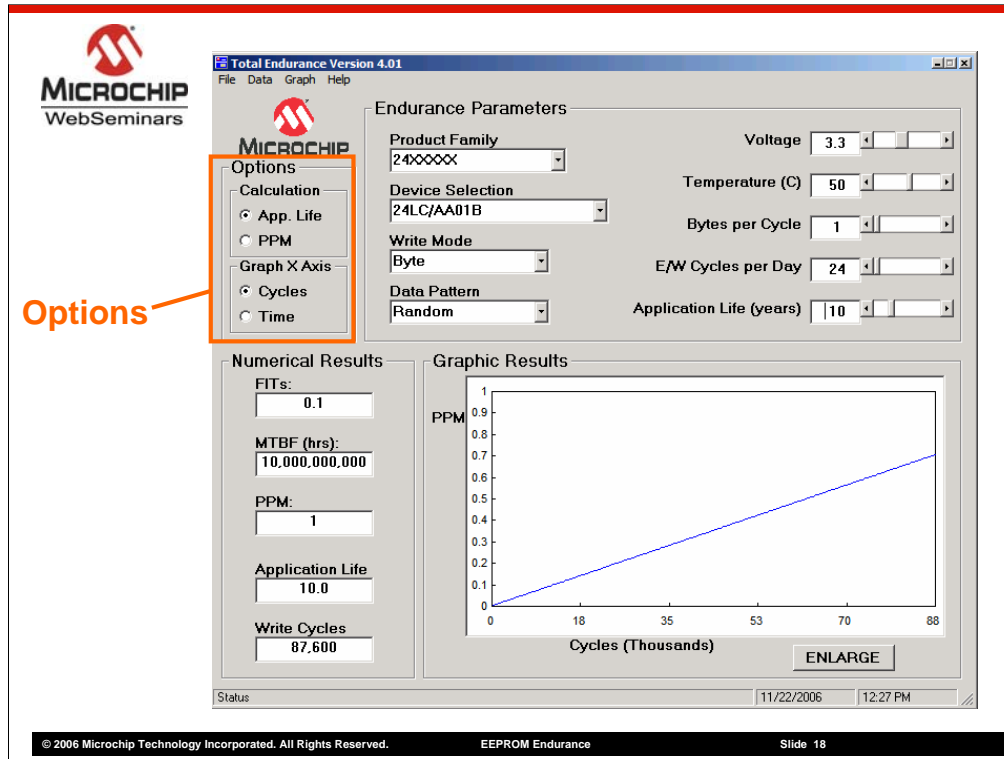 MICROCHIP
WebSeminars
Total Endurance Version 4.01
File Data Graph Help
MICROCHIP
Options
Calculation
App. Life
PPM
Graph X Axis
Cycles
Time
Options
Endurance Parameters
Product Family
24XXXXX
Device Selection
24LC/AA01B
Write Mode
Byte
Data Pattern
Random
Voltage 3.3
Temperature (C) 50
Bytes per Cycle 1
E/W Cycles per Day 24
Application Life (years) 10
Numerical Results
FITs:
0.1
MTBF (hrs):
10,000,000,000
PPM:
1
Application Life
10.0
Write Cycles
87,600
Graphic Results
PPM
1
0.9
0.8
0.7
0.6
0.5
0.4
0.3
0.2
0.1
0
0 18 35 53 70 88
Cycles (Thousands)
ENLARGE
Status 11/22/2006 12:27 PM
© 2006 Microchip Technology Incorporated. All Rights Reserved. EEPROM Endurance Slide 18